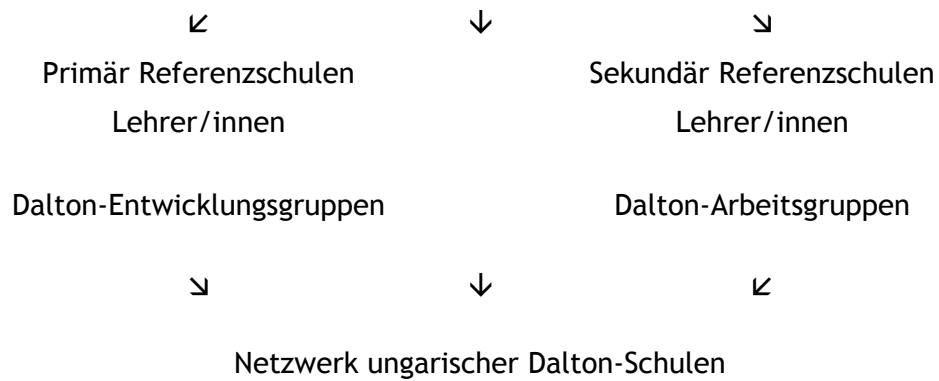 ↙ ↓ ↘
Primär Referenzschulen Sekundär Referenzschulen
Lehrer/innen Lehrer/innen
Dalton-Entwicklungsgruppen Dalton-Arbeitsgruppen
↘ ↓ ↙
Netzwerk ungarischer Dalton-Schulen